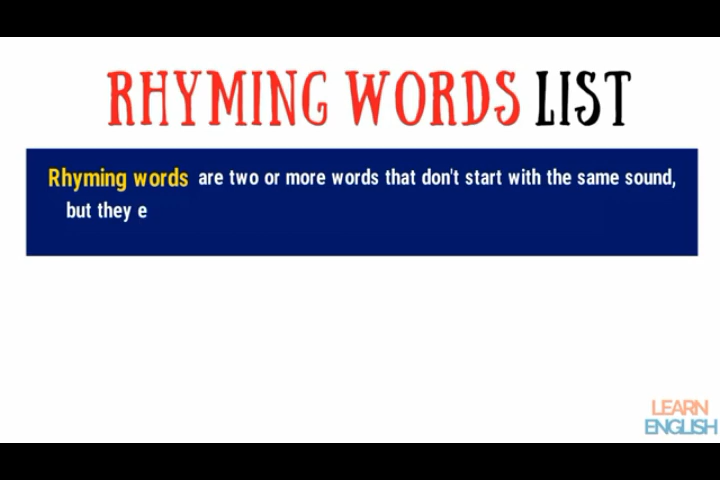 RHYMING WORDS LIST
Rhyming words are two or more words that don't start with the same sound,
but they e
LEARN
ENGLISH